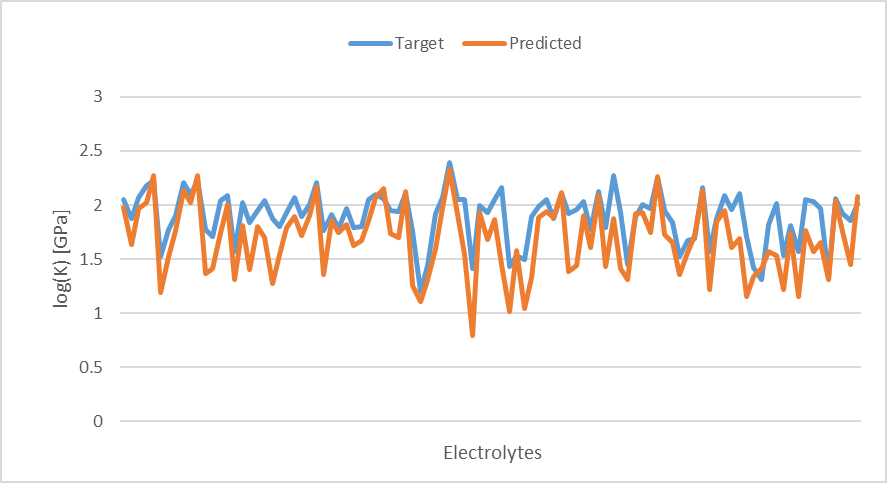 Target Predicted
3
2.5
2
1.5
1
0.5
0
log(K) [GPa]
Electrolytes